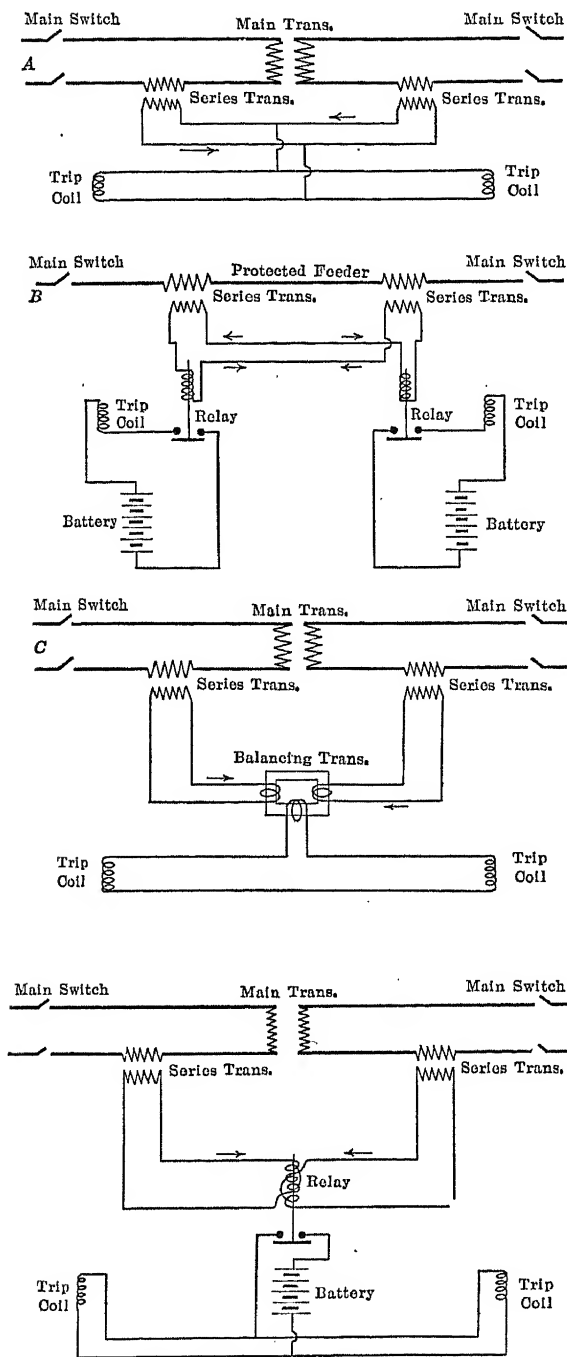 Main Switch Main Trans. Main Switch
A
Series Trans. Series Trans.
Trip Coil Trip Coil
Main Switch Protected Feeder Main Switch
B Series Trans. Series Trans.
Trip Coil Relay Relay Trip Coil
Battery Battery
Main Switch Main Trans. Main Switch
C
Series Trans. Series Trans.
Balancing Trans.
Trip Coil Trip Coil
Main Switch Main Trans. Main Switch
Series Trans. Series Trans.
Relay
Trip Coil Battery Trip Coil